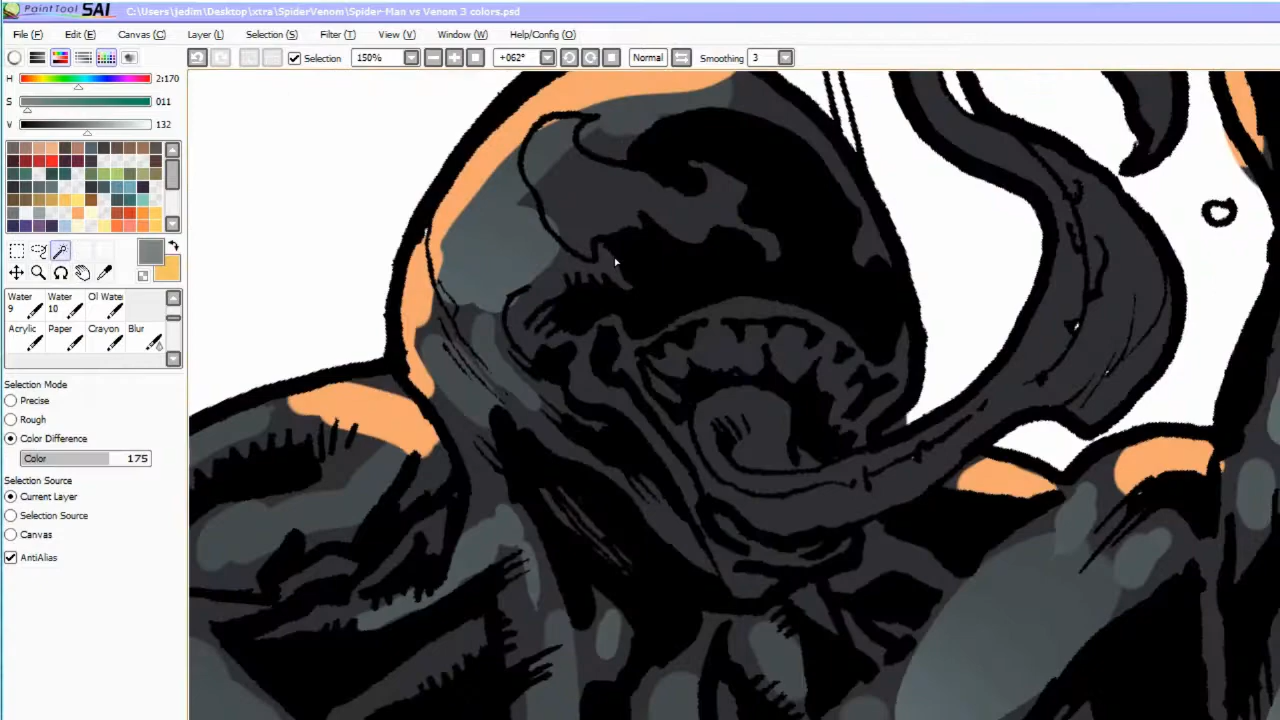 PaintTool SAI C:\Users\jedim\Desktop\xtra\SpiderVenom\Spider-Man vs Venom 3 colors.psd
File (F) Edit (E) Canvas (C) Layer (L) Selection (S) Filter (T) View (V) Window (W) Help/Config (O)
Selection 150% +062° Normal Smoothing 3
H 2:170
S 011
V 132
Water Water Ol Wate
9 10
Acrylic Paper Crayon Blur
Selection Mode
Precise
Rough
Color Difference
Color 175
Selection Source
Current Layer
Selection Source
Canvas
AntiAlias